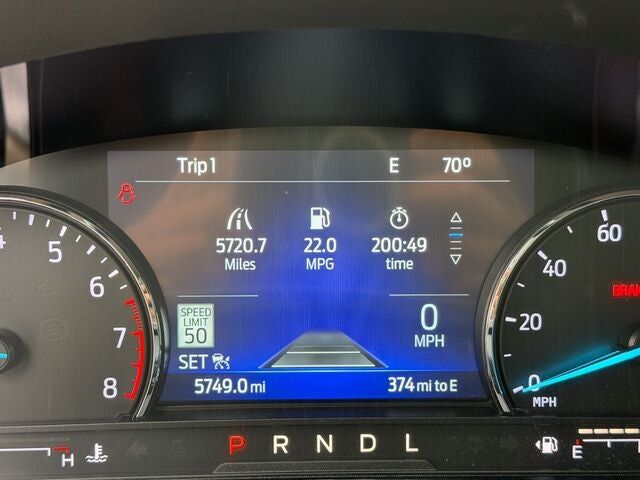 Trip 1 E 70°
5720.7 22.0 200:49
Miles MPG time
4 5 6 7 8
SPEED
LIMIT
50
SET
0
MPH
5749.0 mi 374 mi to E
60
40
20
0
MPH
P R N D L
H E